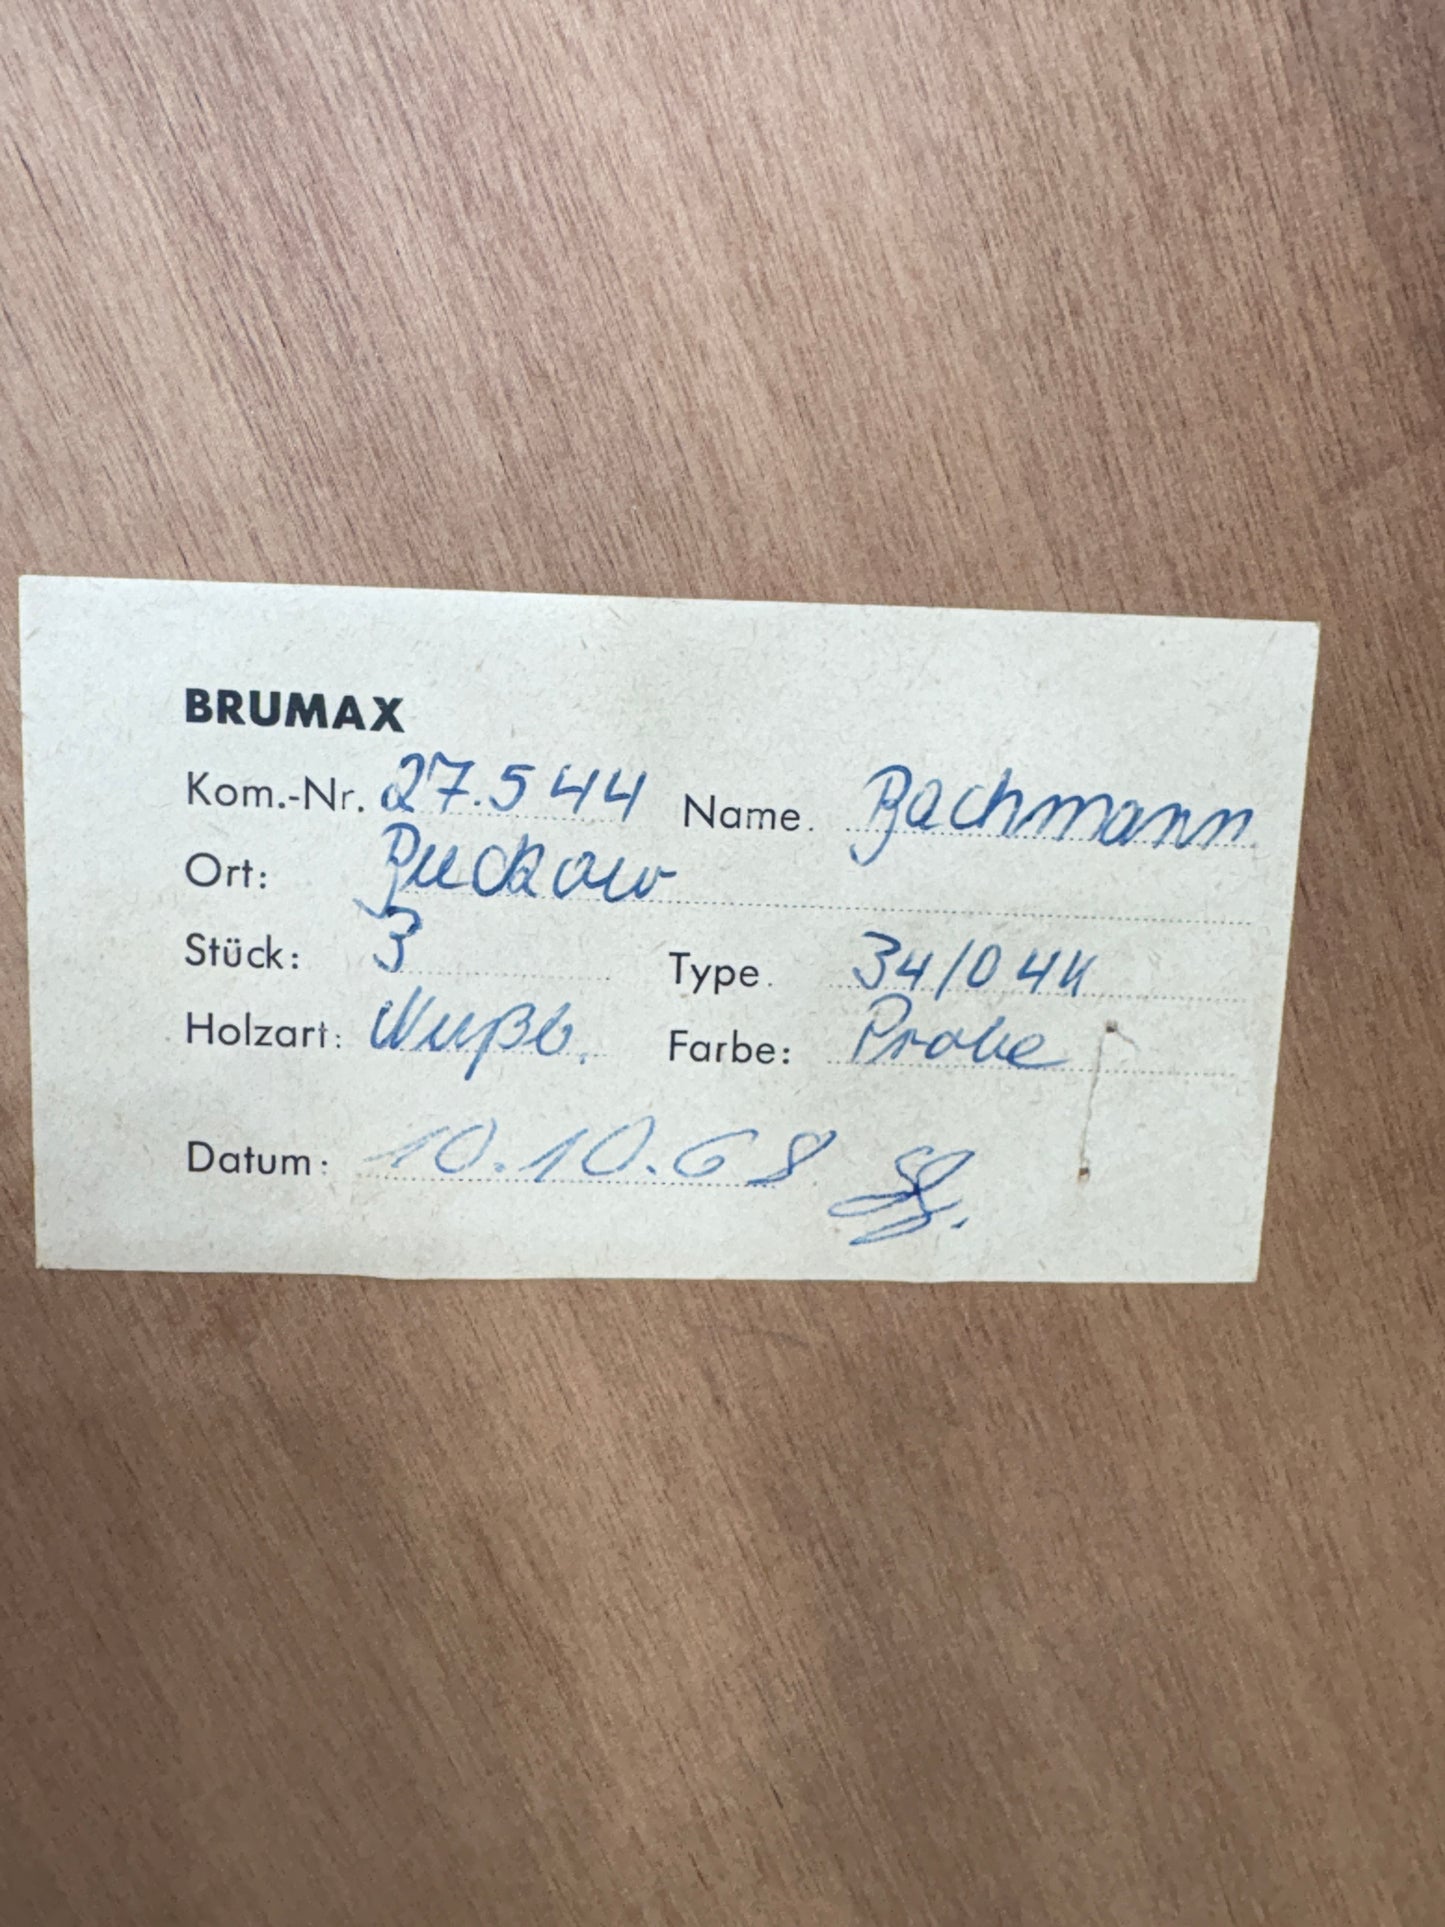 BRUMAX
Kom.-Nr. 27.544 Name. Bachmann
Ort: Buckow
Stück: 3 Type. 34/044
Holzart: Nußb. Farbe: Probe
Datum: 10.10.68